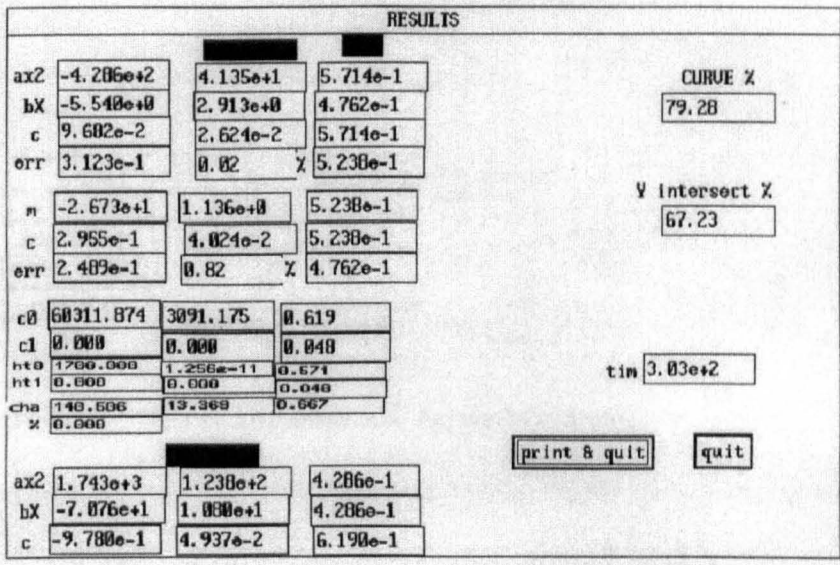 RESULTS
ax2 -4.286e+2 4.135e+1 5.714e-1
bX -5.540e+0 2.913e+0 4.762e-1
c 9.602e-2 2.624e-2 5.714e-1
err 3.123e-1 0.02 % 5.238e-1
CURVE %
79.28
m -2.673e+1 1.136e+0 5.238e-1
c 2.955e-1 4.024e-2 5.238e-1
err 2.489e-1 0.82 % 4.762e-1
Y intersect %
67.23
c0 60311.874 3091.175 0.619
c1 0.000 0.000 0.048
ht0 1700.000 1.256e-11 0.571
ht1 0.000 0.000 0.048
cha 140.606 13.369 0.667
% 0.000
tim 3.03e+2
print & quit quit
ax2 1.743e+3 1.238e+2 4.286e-1
bX -7.076e+1 1.080e+1 4.286e-1
c -9.780e-1 4.937e-2 6.190e-1